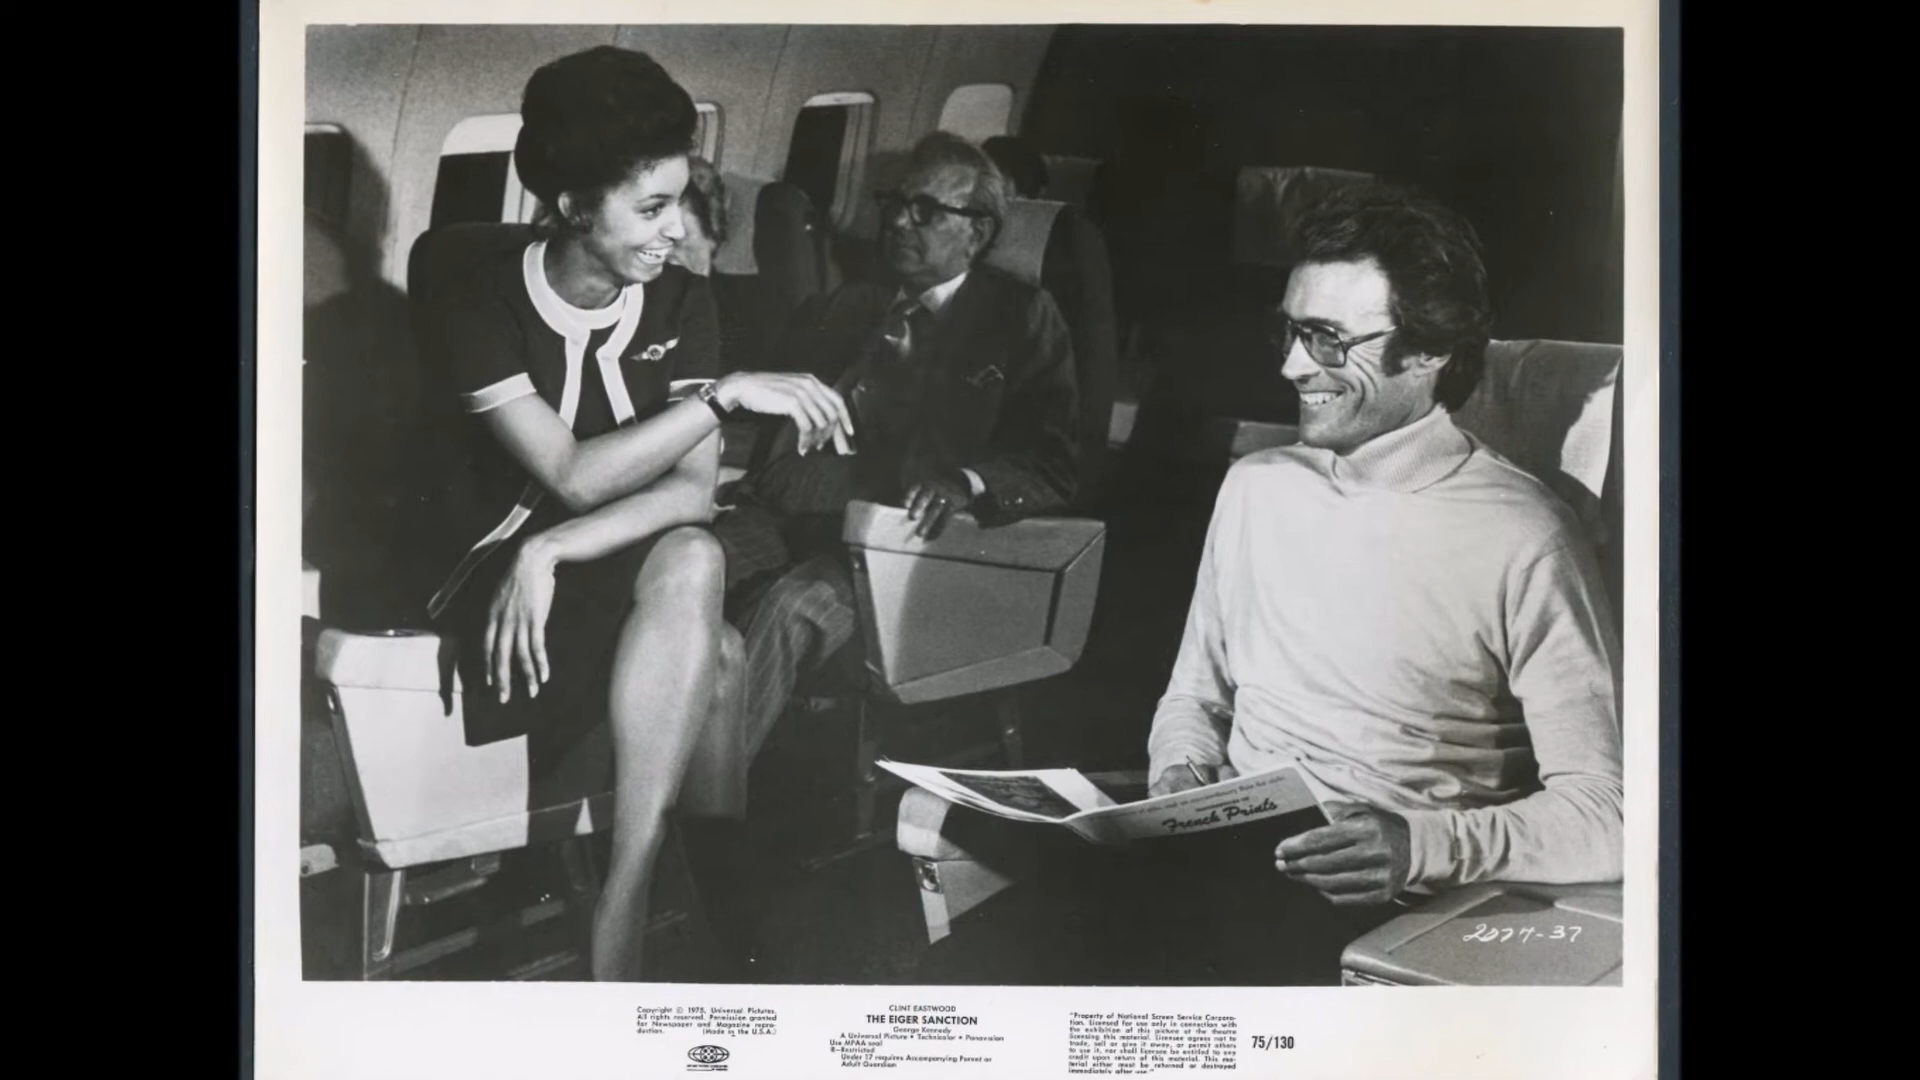 French Prints
2077-37
Copyright © 1975, Universal Pictures.
All rights reserved. Permission granted
for Newspaper and Magazine repro-
duction. (Made in the U.S.A.)
CLINT EASTWOOD
THE EIGER SANCTION
George Kennedy
A Universal Picture • Technicolor • Panavision
Use MPAA seal
R—Restricted
Under 17 requires Accompanying Parent or
Adult Guardian
"Property of National Screen Service Corpora-
tion. Licensed for use only in connection with
the exhibition of this picture at the theatre
licensing this material. Licensee agrees not to
trade, sell or give it away, or permit others
to use it, nor shall licensee be entitled to any
credit upon return of this material. This ma-
terial either must be returned or destroyed
immediately after use."
75/130